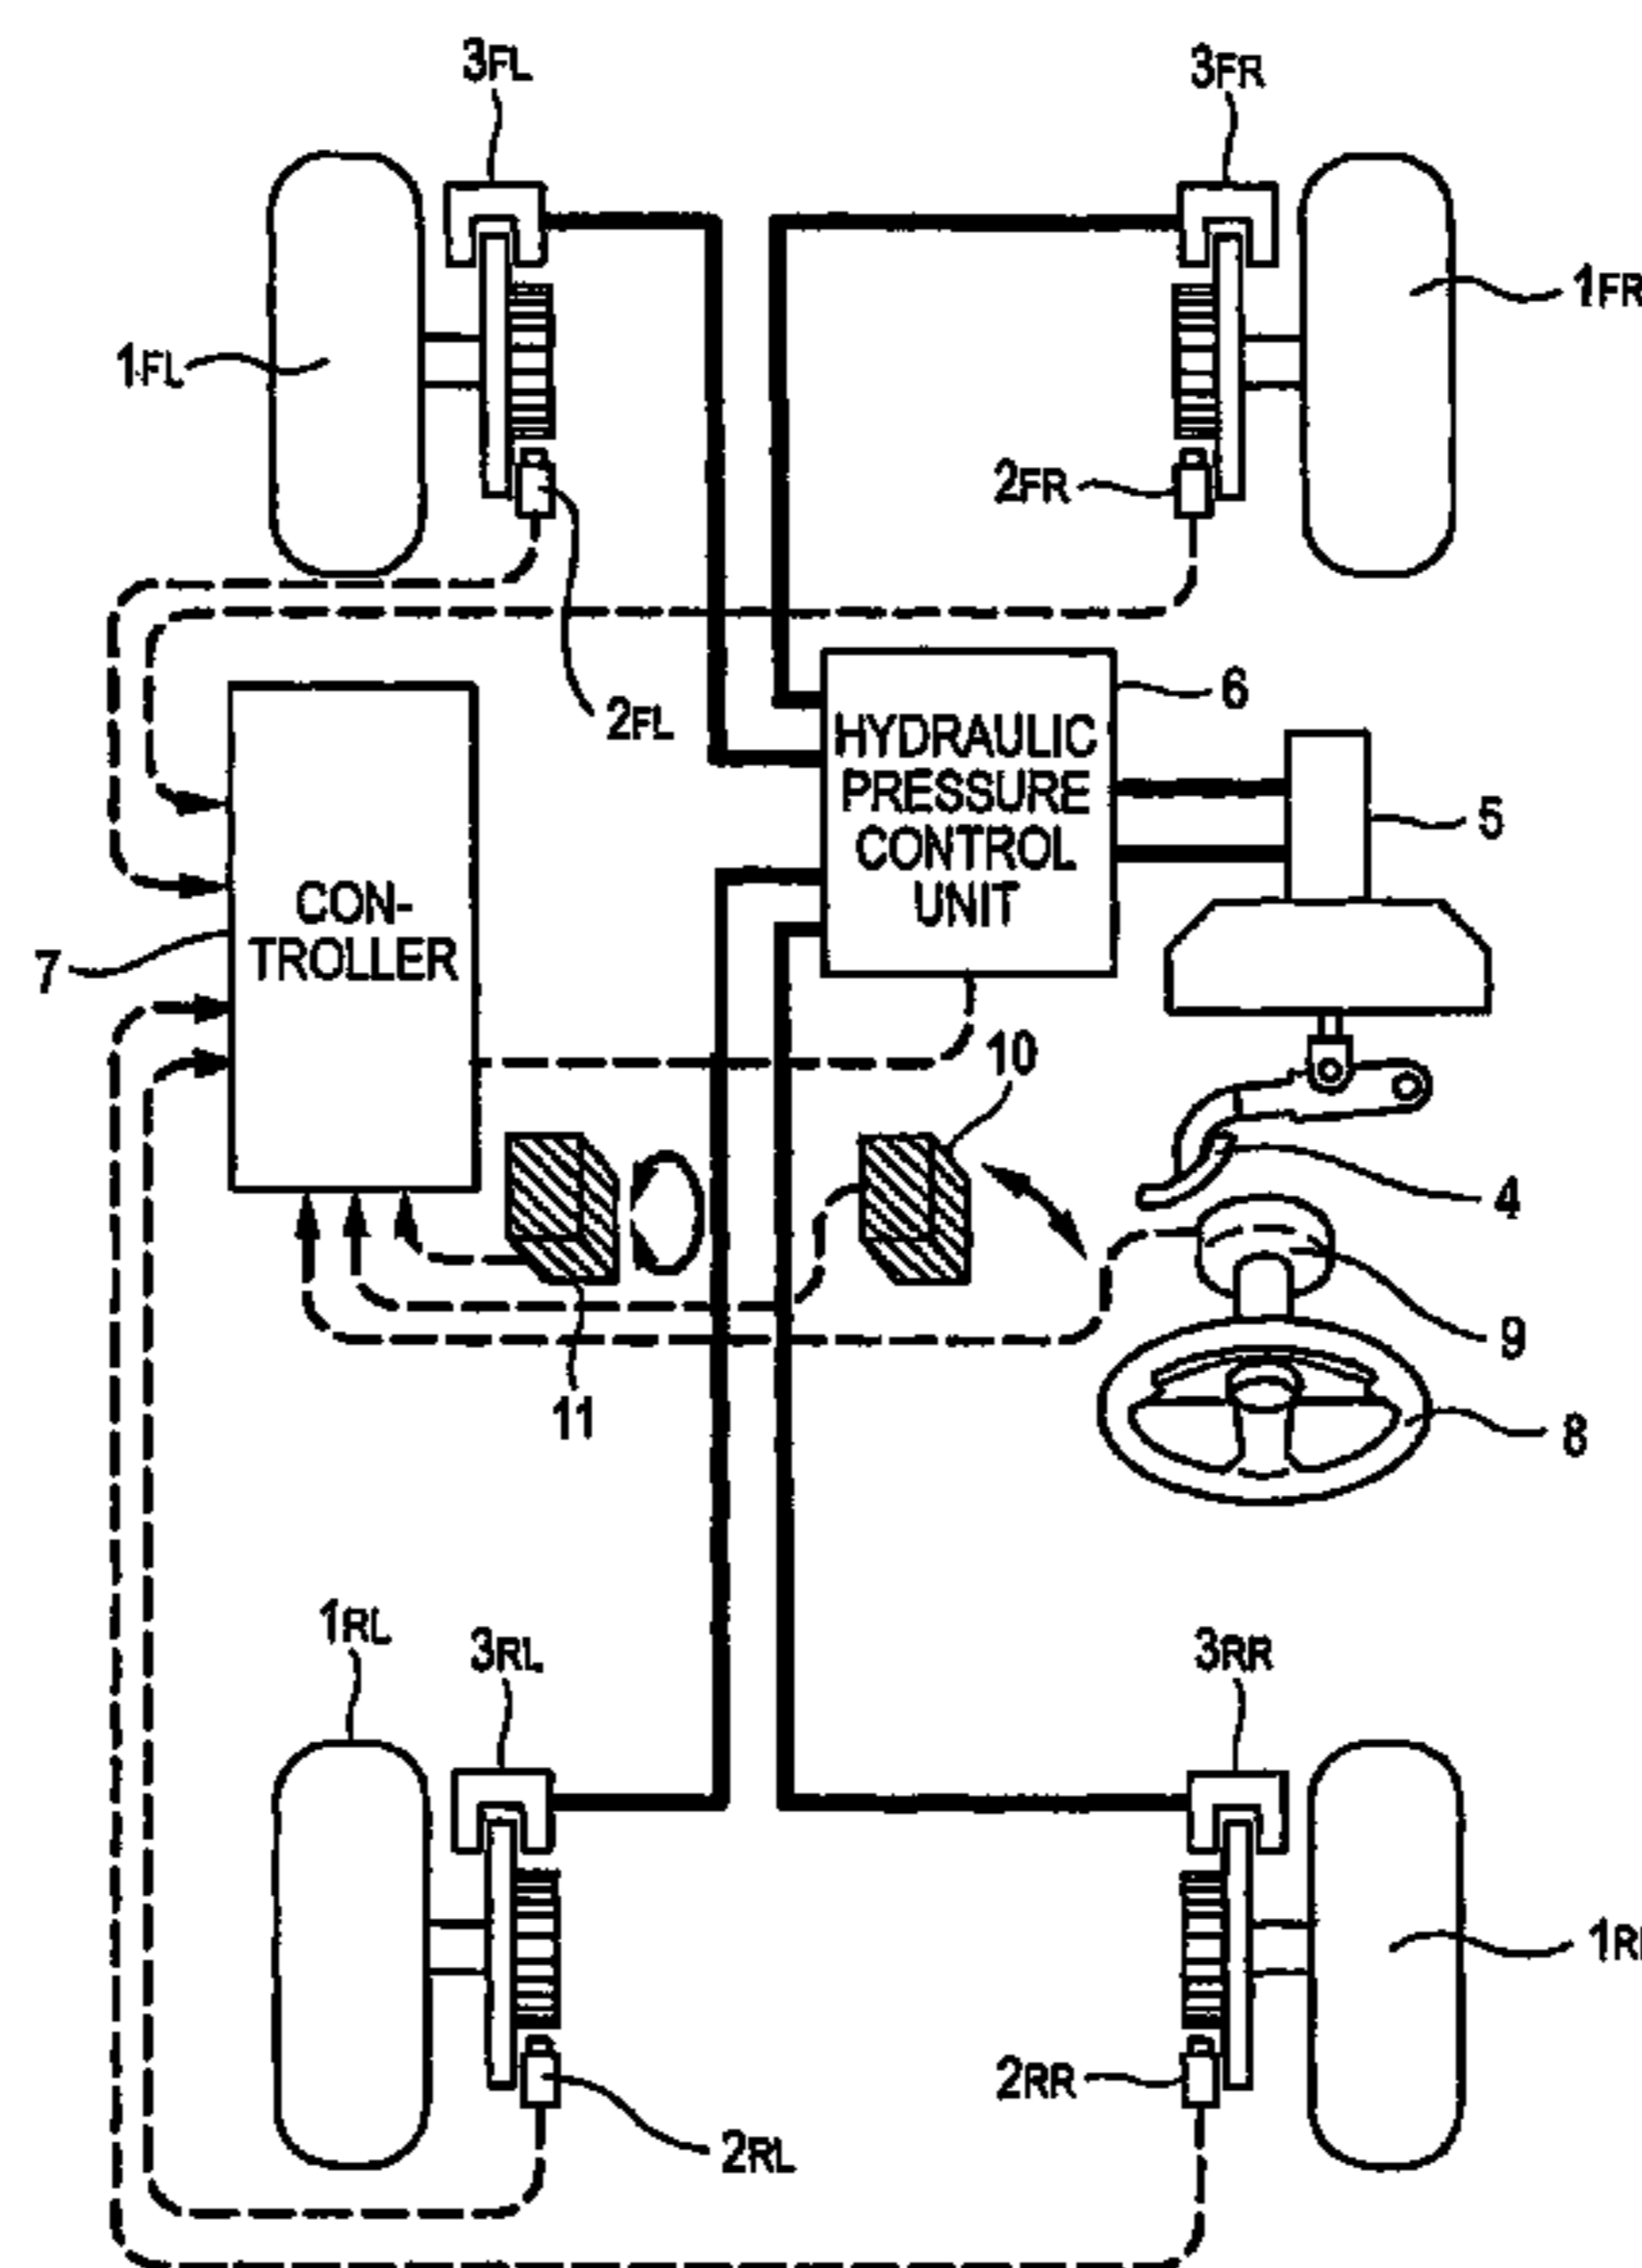 3FL
3FR
1FR
1FL
2FR
2FL
6
HYDRAULIC
PRESSURE
CONTROL
UNIT
5
CON-
TROLLER
7
10
4
9
11
8
1RL
3RL
3RR
2RR
2RL